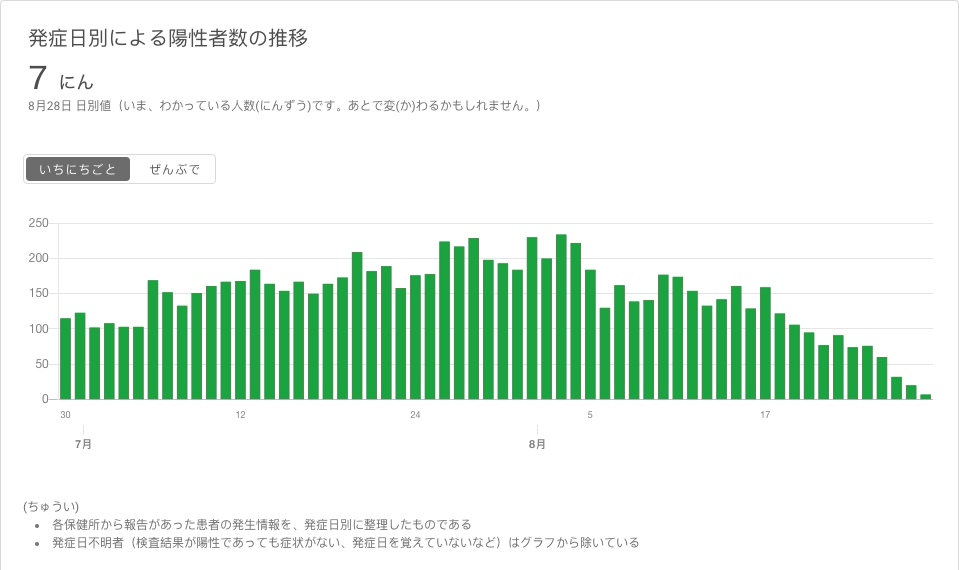 発症日別による陽性者数の推移
7 にん
8月28日 日別値（いま、わかっている人数(にんずう)です。あとで変(か)わるかもしれません。）
いちにちごと ぜんぶで
250
200
150
100
50
0
30 12 24 5 17
7月 8月
(ちゅうい)
• 各保健所から報告があった患者の発生情報を、発症日別に整理したものである
• 発症日不明者（検査結果が陽性であっても症状がない、発症日を覚えていないなど）はグラフから除いている